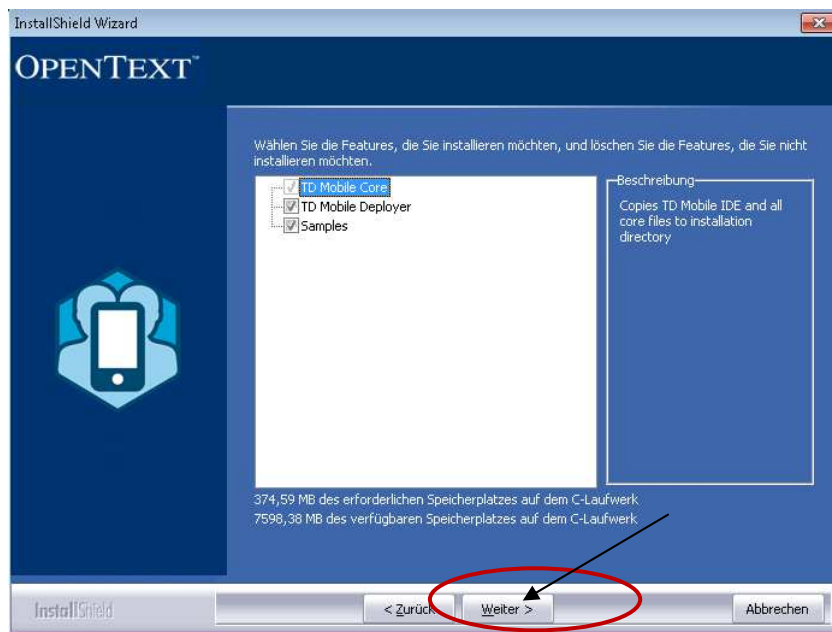 InstallShield Wizard
OPENTEXT™
Wählen Sie die Features, die Sie installieren möchten, und löschen Sie die Features, die Sie nicht
installieren möchten.
TD Mobile Core
TD Mobile Deployer
Samples
Beschreibung
Copies TD Mobile IDE and all
core files to installation
directory
374,59 MB des erforderlichen Speicherplatzes auf dem C-Laufwerk
7598,38 MB des verfügbaren Speicherplatzes auf dem C-Laufwerk
InstallShield
< Zurück
Weiter >
Abbrechen